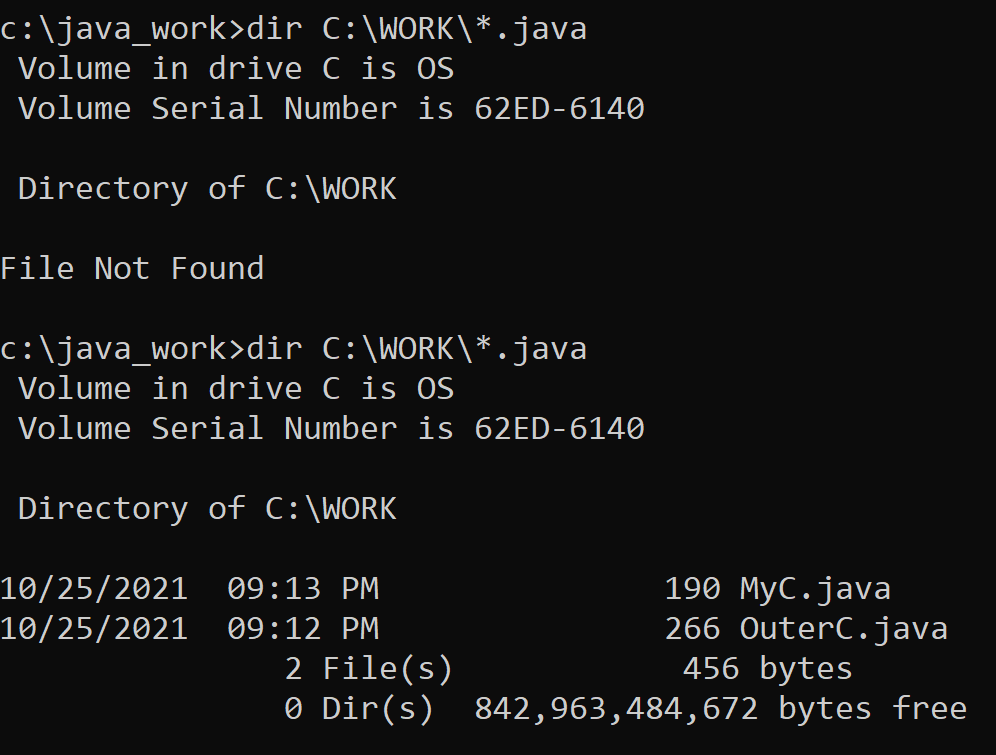 c:\java_work>dir C:\WORK\*.java
Volume in drive C is OS
Volume Serial Number is 62ED-6140
Directory of C:\WORK
File Not Found
c:\java_work>dir C:\WORK\*.java
Volume in drive C is OS
Volume Serial Number is 62ED-6140
Directory of C:\WORK
10/25/2021  09:13 PM               190 MyC.java
10/25/2021  09:12 PM               266 OuterC.java
2 File(s)            456 bytes
0 Dir(s)  842,963,484,672 bytes free